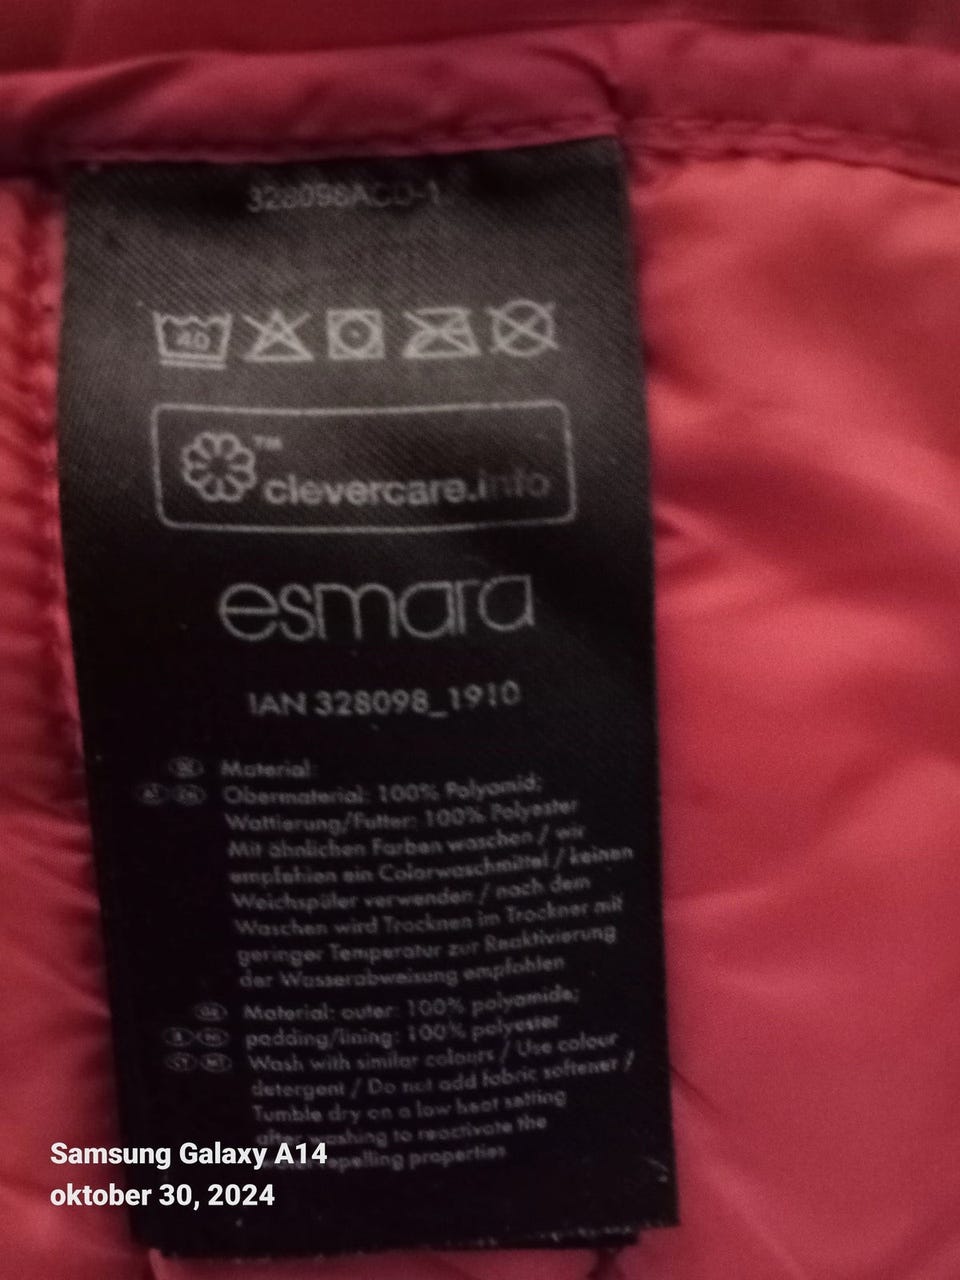 328098ACD-1
40
™
clevercare.info
esmara
IAN 328098_1910
Material:
Obermaterial: 100% Polyamid;
Wattierung/Futter: 100% Polyester
Mit ähnlichen Farben waschen / wir
empfehlen ein Colorwaschmittel / keinen
Weichspüler verwenden / nach dem
Waschen wird Trocknen im Trockner mit
geringer Temperatur zur Reaktivierung
der Wasserabweisung empfohlen
Material: outer: 100% polyamide;
padding/lining: 100% polyester
Wash with similar colours / Use colour
detergent / Do not add fabric softener /
Tumble dry on a low heat setting
after washing to reactivate the
pelling properties
Samsung Galaxy A14
oktober 30, 2024